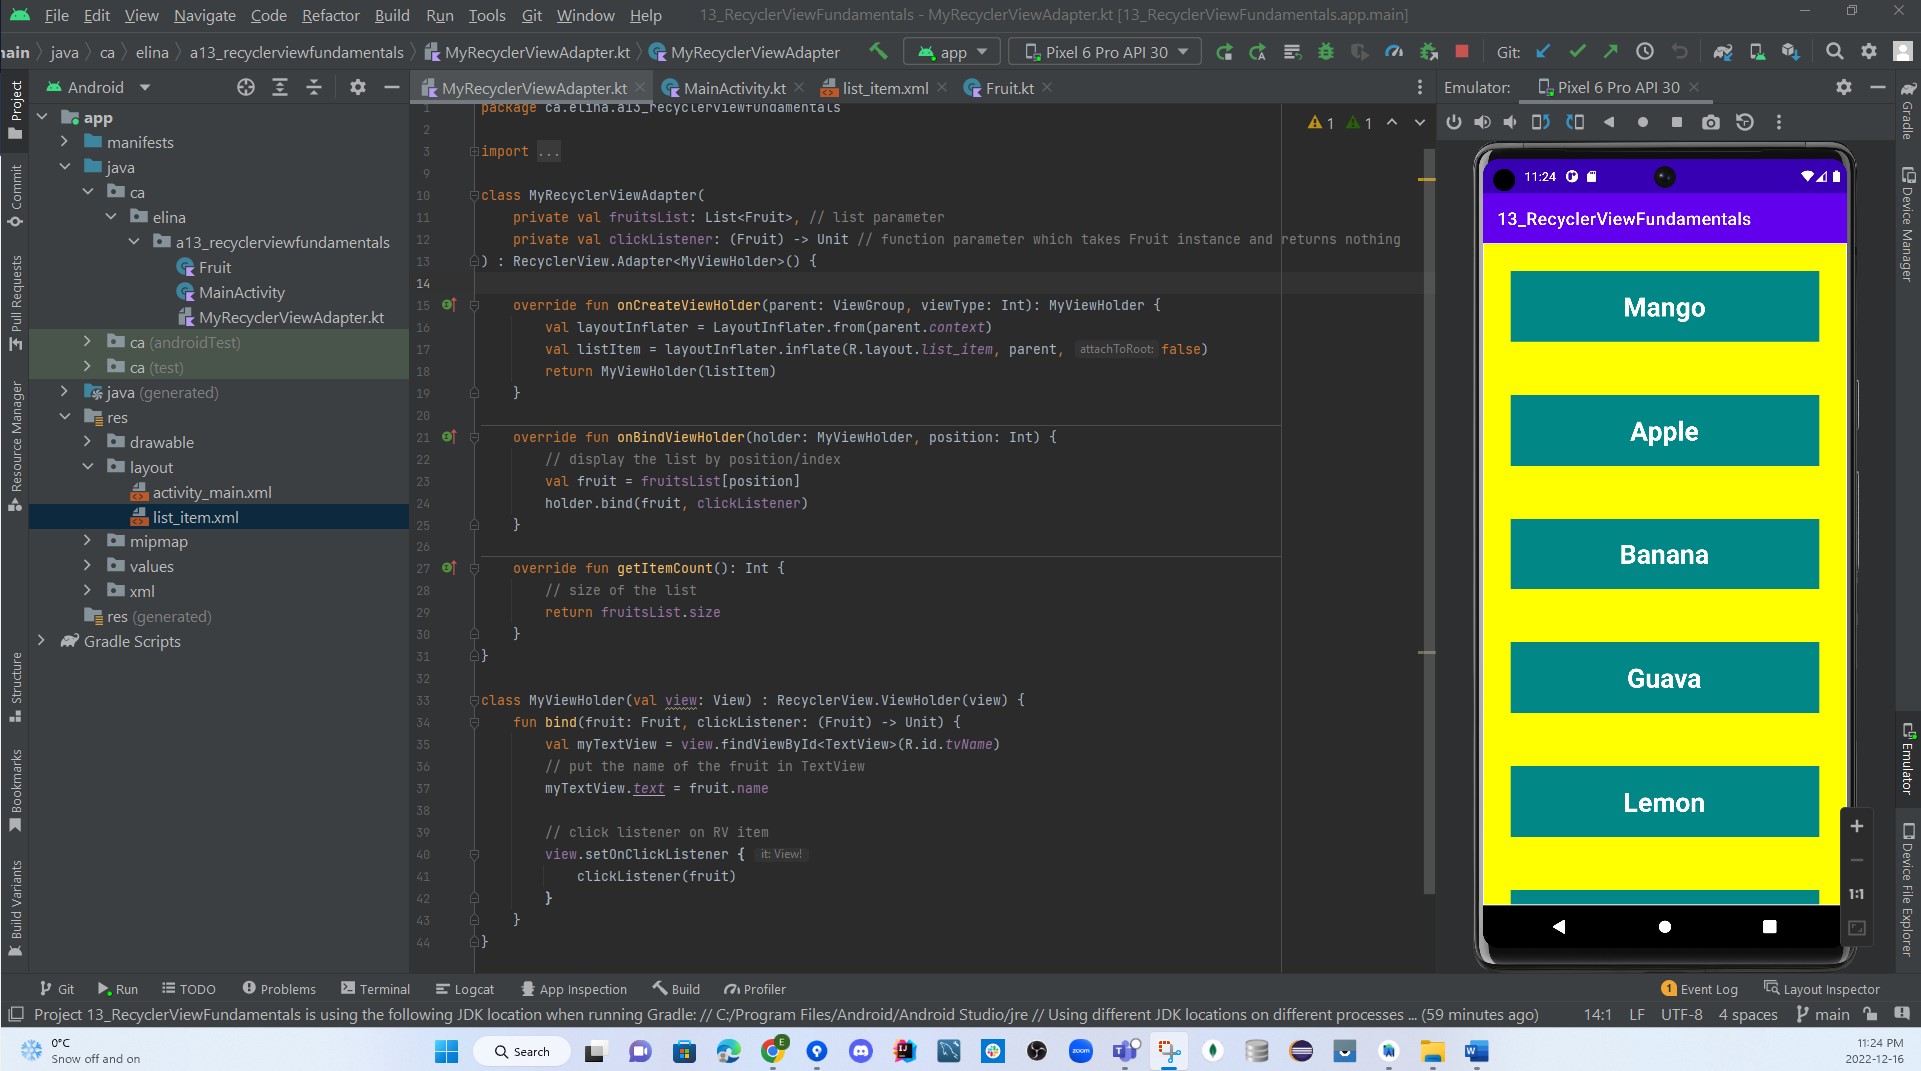 File Edit View Navigate Code Refactor Build Run Tools Git Window Help 13_RecyclerViewFundamentals - MyRecyclerViewAdapter.kt [13_RecyclerViewFundamentals.app.main]
main java ca elina a13_recyclerviewfundamentals MyRecyclerViewAdapter.kt MyRecyclerViewAdapter app Pixel 6 Pro API 30 Git:
Android MyRecyclerViewAdapter.kt MainActivity.kt list_item.xml Fruit.kt Emulator: Pixel 6 Pro API 30
Project
Commit
Pull Requests
Resource Manager
Structure
Bookmarks
Build Variants
app
manifests
java
ca
elina
a13_recyclerviewfundamentals
Fruit
MainActivity
MyRecyclerViewAdapter.kt
ca (androidTest)
ca (test)
java (generated)
res
drawable
layout
activity_main.xml
list_item.xml
mipmap
values
xml
res (generated)
Gradle Scripts
1 package ca.elina.a13_recyclerviewfundamentals
2
3 import ...
9
10 class MyRecyclerViewAdapter(
11 private val fruitsList: List<Fruit>, // list parameter
12 private val clickListener: (Fruit) -> Unit // function parameter which takes Fruit instance and returns nothing
13 ) : RecyclerView.Adapter<MyViewHolder>() {
14
15 override fun onCreateViewHolder(parent: ViewGroup, viewType: Int): MyViewHolder {
16 val layoutInflater = LayoutInflater.from(parent.context)
17 val listItem = layoutInflater.inflate(R.layout.list_item, parent, attachToRoot: false)
18 return MyViewHolder(listItem)
19 }
20
21 override fun onBindViewHolder(holder: MyViewHolder, position: Int) {
22 // display the list by position/index
23 val fruit = fruitsList[position]
24 holder.bind(fruit, clickListener)
25 }
26
27 override fun getItemCount(): Int {
28 // size of the list
29 return fruitsList.size
30 }
31 }
32
33 class MyViewHolder(val view: View) : RecyclerView.ViewHolder(view) {
34 fun bind(fruit: Fruit, clickListener: (Fruit) -> Unit) {
35 val myTextView = view.findViewById<TextView>(R.id.tvName)
36 // put the name of the fruit in TextView
37 myTextView.text = fruit.name
38
39 // click listener on RV item
40 view.setOnClickListener { it: View!
41 clickListener(fruit)
42 }
43 }
44 }
1 1
11:24
13_RecyclerViewFundamentals
Mango
Apple
Banana
Guava
Lemon
1:1
Gradle
Device Manager
Emulator
Device File Explorer
Git Run TODO Problems Terminal Logcat App Inspection Build Profiler 1 Event Log Layout Inspector
Project 13_RecyclerViewFundamentals is using the following JDK location when running Gradle: // C:/Program Files/Android/Android Studio/jre // Using different JDK locations on different processes ... (59 minutes ago) 14:1 LF UTF-8 4 spaces main
0°C
Snow off and on
Search
E
zoom
11:24 PM
2022-12-16